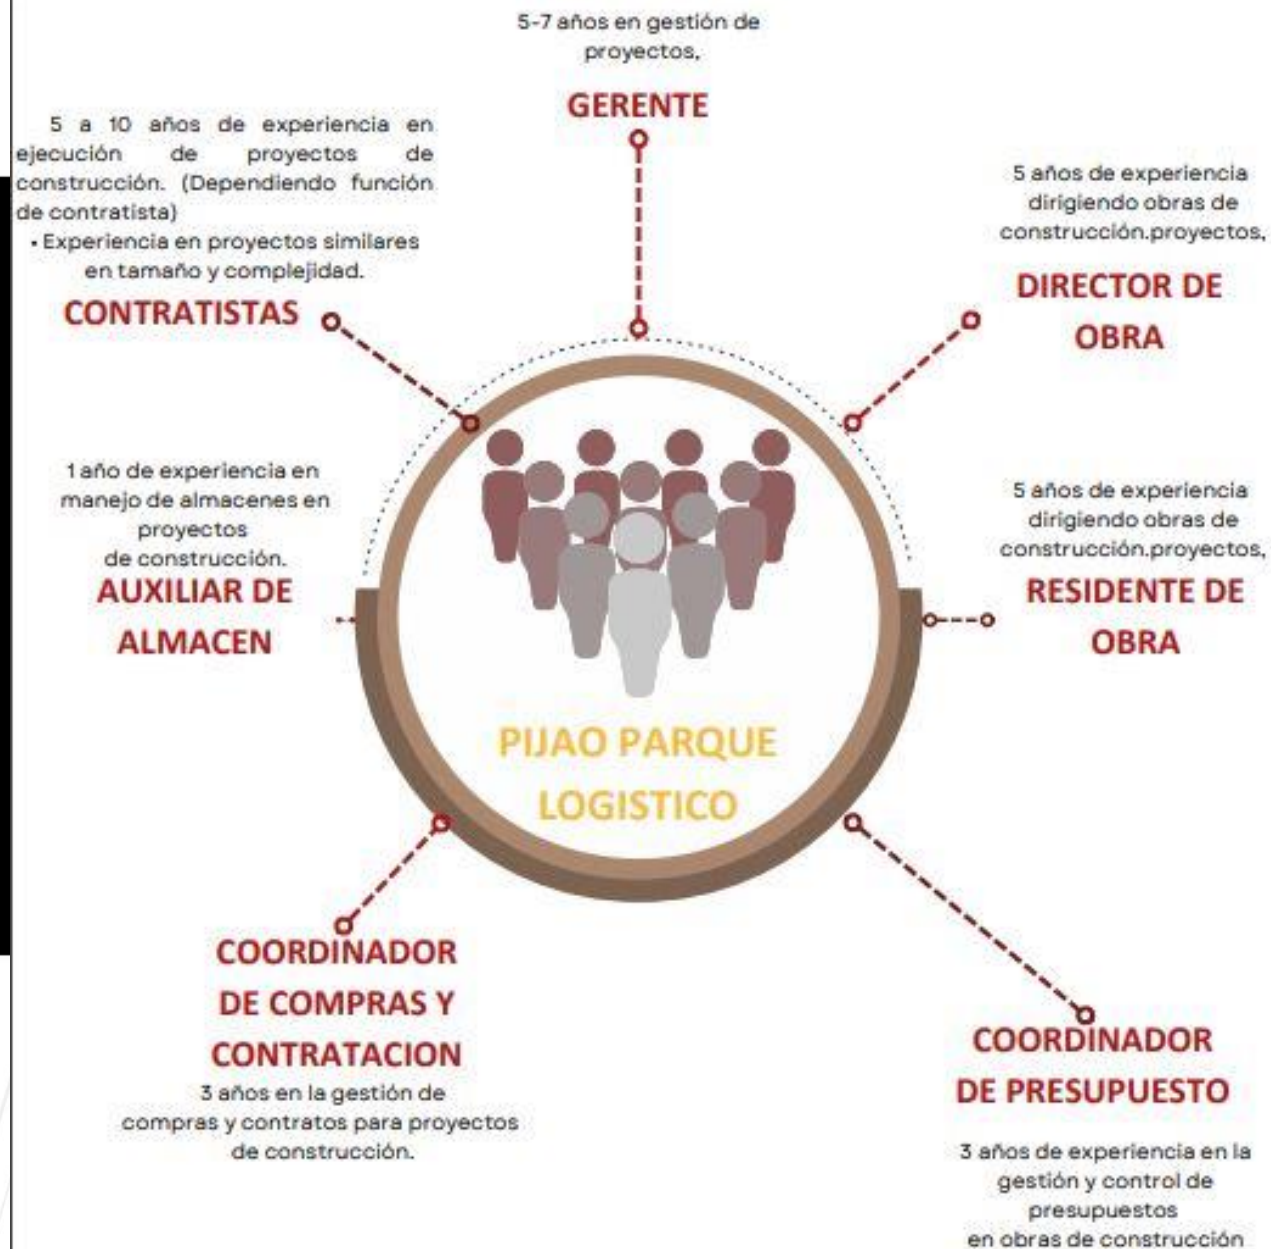 5-7 años en gestión de
proyectos,
GERENTE
5 a 10 años de experiencia en
ejecución de proyectos de
construcción. (Dependiendo función
de contratista)
• Experiencia en proyectos similares
en tamaño y complejidad.
CONTRATISTAS
5 años de experiencia
dirigiendo obras de
construcción.proyectos,
DIRECTOR DE
OBRA
1 año de experiencia en
manejo de almacenes en
proyectos
de construcción.
AUXILIAR DE
ALMACEN
5 años de experiencia
dirigiendo obras de
construcción.proyectos,
RESIDENTE DE
OBRA
PIJAO PARQUE
LOGISTICO
COORDINADOR
DE COMPRAS Y
CONTRATACION
3 años en la gestión de
compras y contratos para proyectos
de construcción.
COORDINADOR
DE PRESUPUESTO
3 años de experiencia en la
gestión y control de
presupuestos
en obras de construcción